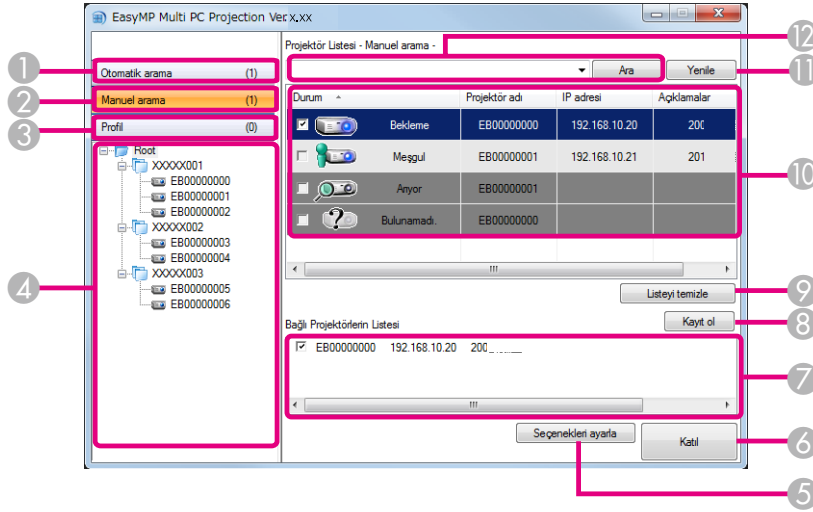 EasyMP Multi PC Projection Ver.x.xx
Projektör Listesi - Manuel arama -
12
1
Otomatik arama (1)
Ara
Yenile
11
2
Manuel arama (1)
Durum Projektör adı IP adresi Açıklamalar
3
Profil (0)
Bekleme EB00000000 192.168.10.20 200
Root
XXXXX001
Meşgul EB00000001 192.168.10.21 201
EB00000000
10
EB00000001
Arıyor EB00000001
EB00000002
XXXXX002
Bulunamadı. EB00000000
EB00000003
EB00000004
XXXXX003
4
EB00000005
Listeyi temizle
9
EB00000006
Kayıt ol
8
Bağlı Projektörlerin Listesi
EB00000000 192.168.10.20 200
7
Seçenekleri ayarla
Katıl
6
5